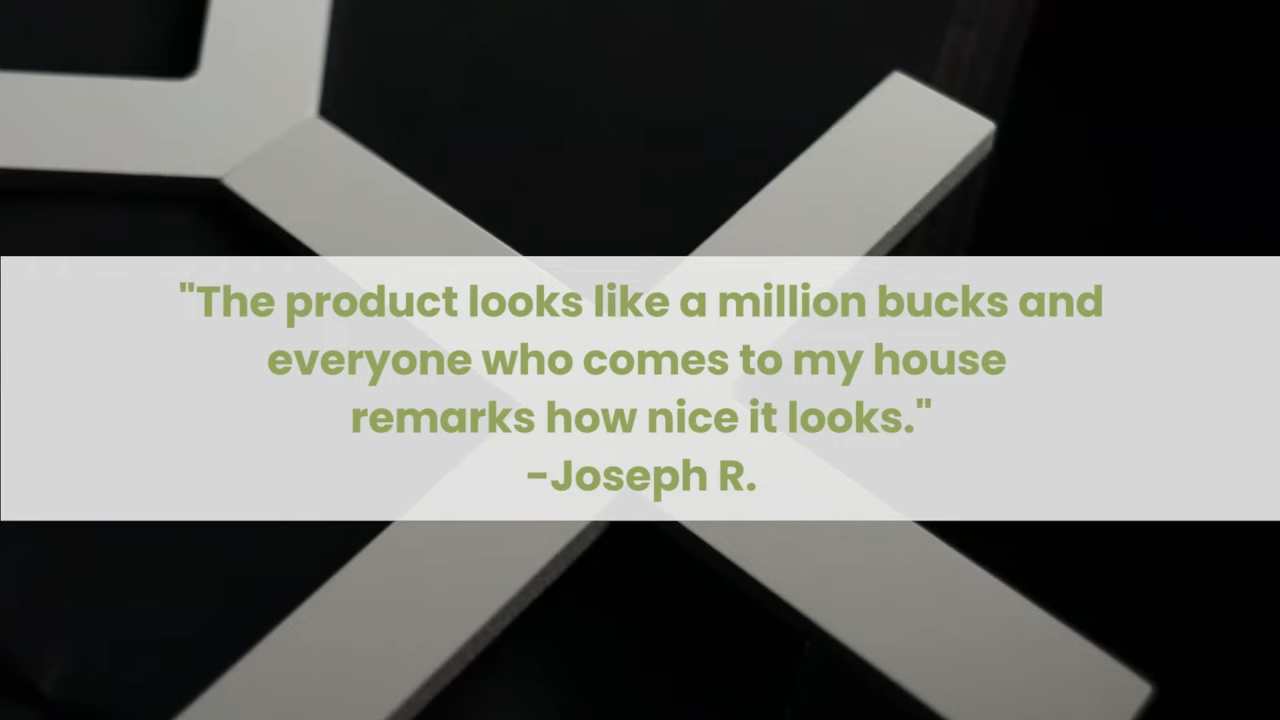 "The product looks like a million bucks and
everyone who comes to my house
remarks how nice it looks."
-Joseph R.